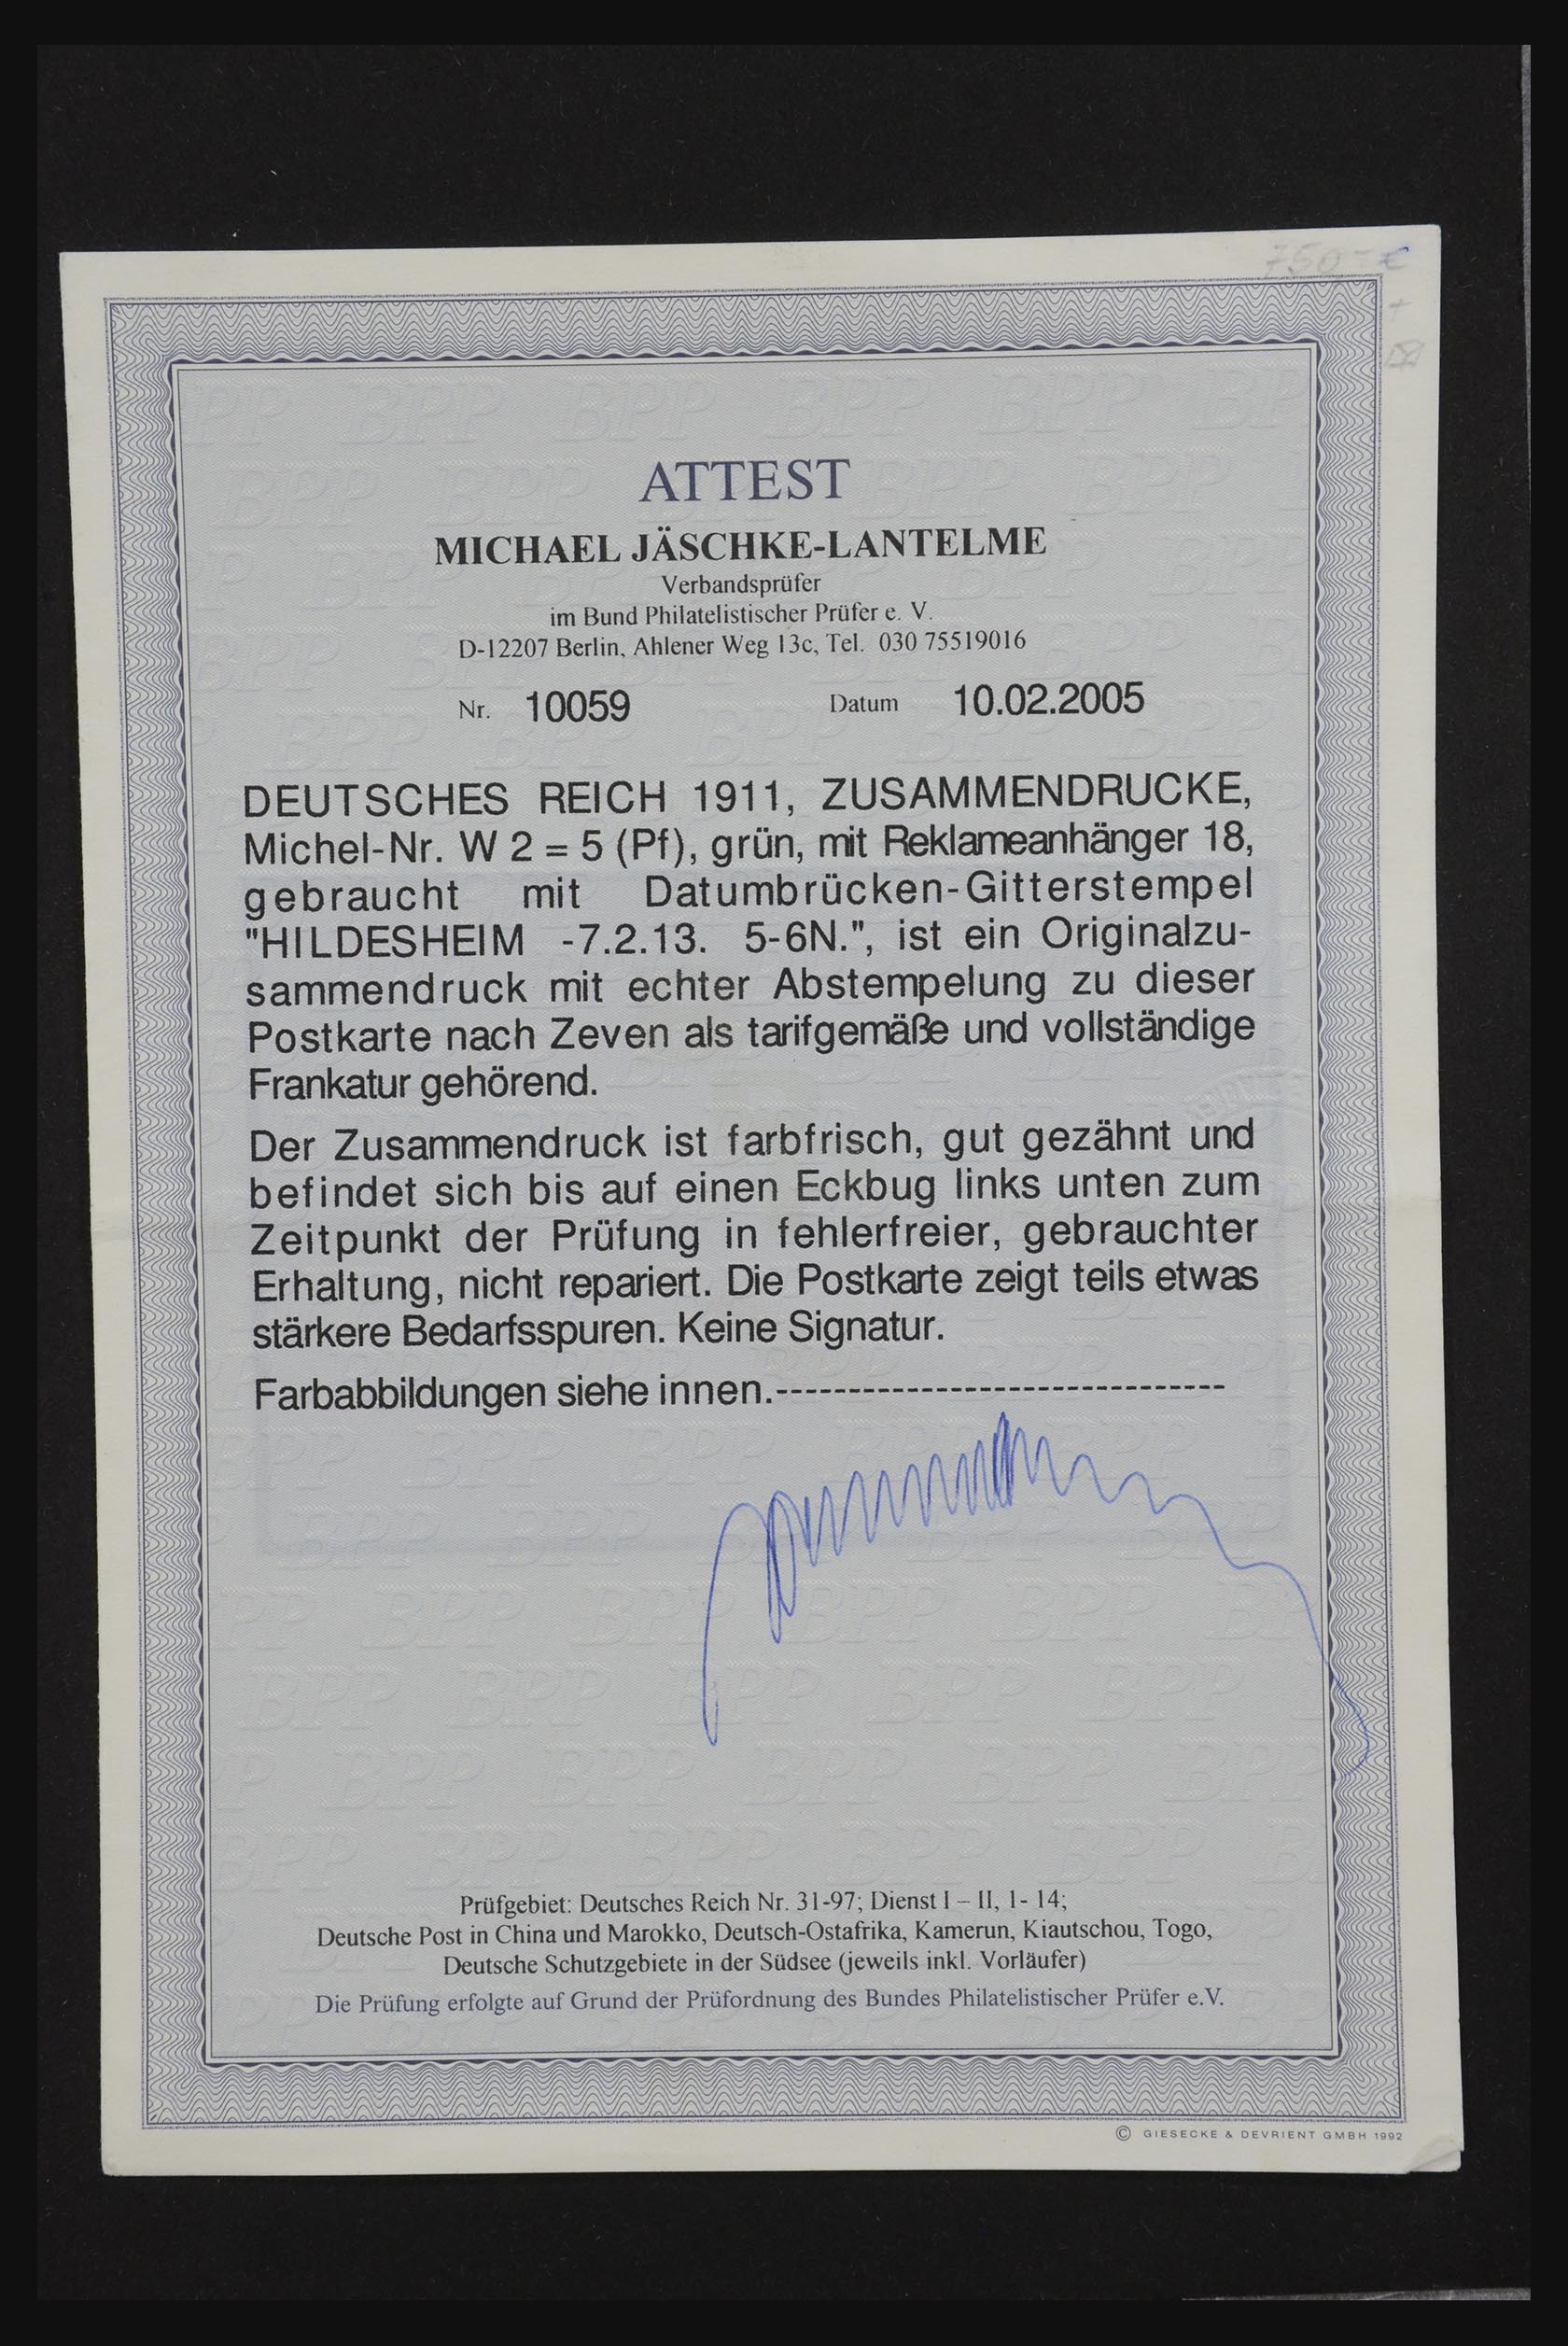 750 - €
ATTEST
MICHAEL JÄSCHKE-LANTELME
Verbandsprüfer
im Bund Philatelistischer Prüfer e. V.
D-12207 Berlin, Ahlener Weg 13c, Tel. 030 75519016
Nr. 10059 Datum 10.02.2005
DEUTSCHES REICH 1911, ZUSAMMENDRUCKE,
Michel-Nr. W 2 = 5 (Pf), grün, mit Reklameanhänger 18,
gebraucht mit Datumbrücken-Gitterstempel
"HILDESHEIM -7.2.13. 5-6N.", ist ein Originalzu-
sammendruck mit echter Abstempelung zu dieser
Postkarte nach Zeven als tarifgemäße und vollständige
Frankatur gehörend.
Der Zusammendruck ist farbfrisch, gut gezähnt und
befindet sich bis auf einen Eckbug links unten zum
Zeitpunkt der Prüfung in fehlerfreier, gebrauchter
Erhaltung, nicht repariert. Die Postkarte zeigt teils etwas
stärkere Bedarfsspuren. Keine Signatur.
Farbabbildungen siehe innen.-------------------------------
Prüfgebiet: Deutsches Reich Nr. 31-97; Dienst I – II, 1- 14;
Deutsche Post in China und Marokko, Deutsch-Ostafrika, Kamerun, Kiautschou, Togo,
Deutsche Schutzgebiete in der Südsee (jeweils inkl. Vorläufer)
Die Prüfung erfolgte auf Grund der Prüfordnung des Bundes Philatelistischer Prüfer e.V.
© GIESECKE & DEVRIENT GMBH 1992